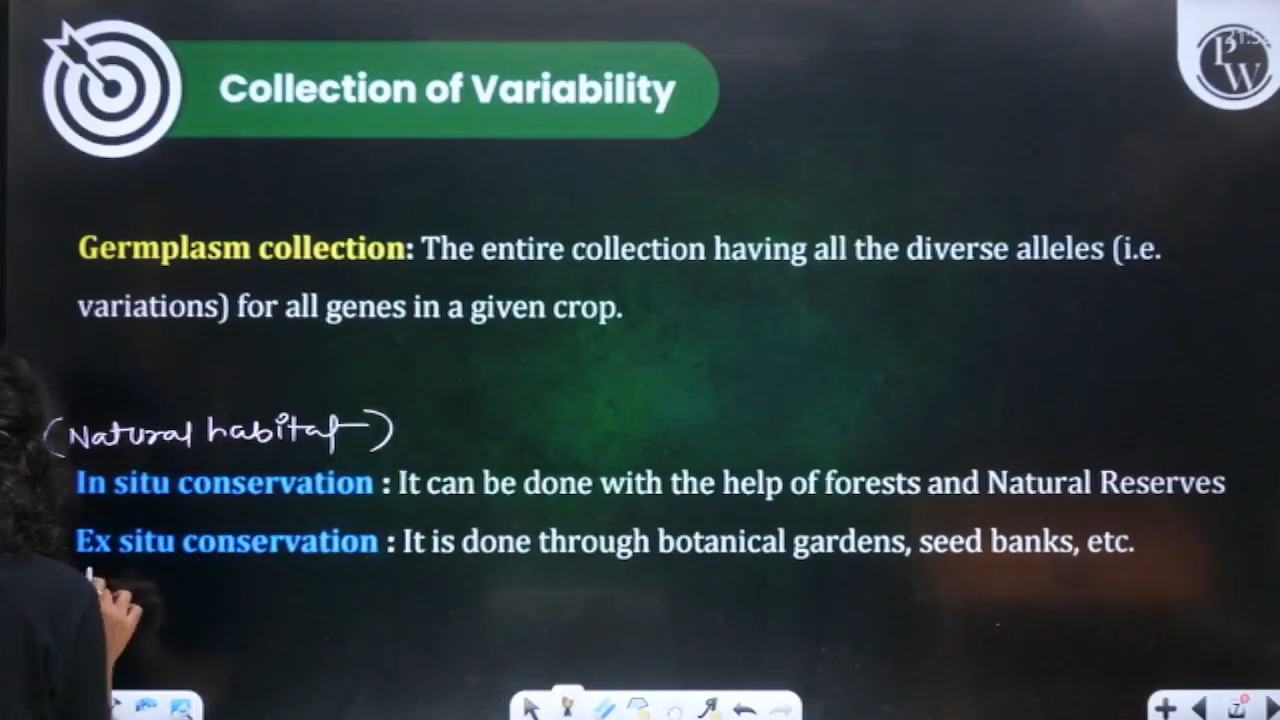 Collection of Variability
PW
Germplasm collection: The entire collection having all the diverse alleles (i.e.
variations) for all genes in a given crop.
(Natural habitat)
In situ conservation : It can be done with the help of forests and Natural Reserves
Ex situ conservation : It is done through botanical gardens, seed banks, etc.